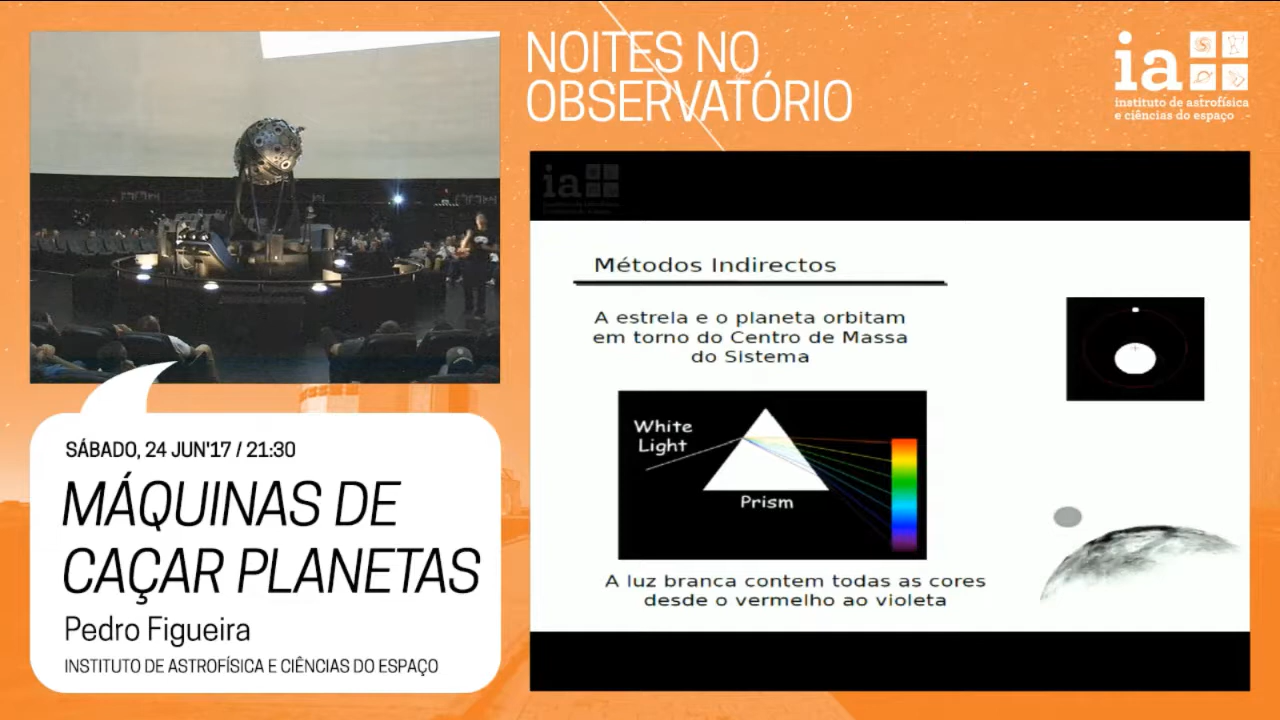 NOITES NO
OBSERVATÓRIO
ia
instituto de astrofísica
e ciências do espaço
ia
Métodos Indirectos
A estrela e o planeta orbitam
em torno do Centro de Massa
do Sistema
White
Light
Prism
A luz branca contem todas as cores
desde o vermelho ao violeta
SÁBADO, 24 JUN'17 / 21:30
MÁQUINAS DE
CAÇAR PLANETAS
Pedro Figueira
INSTITUTO DE ASTROFÍSICA E CIÊNCIAS DO ESPAÇO